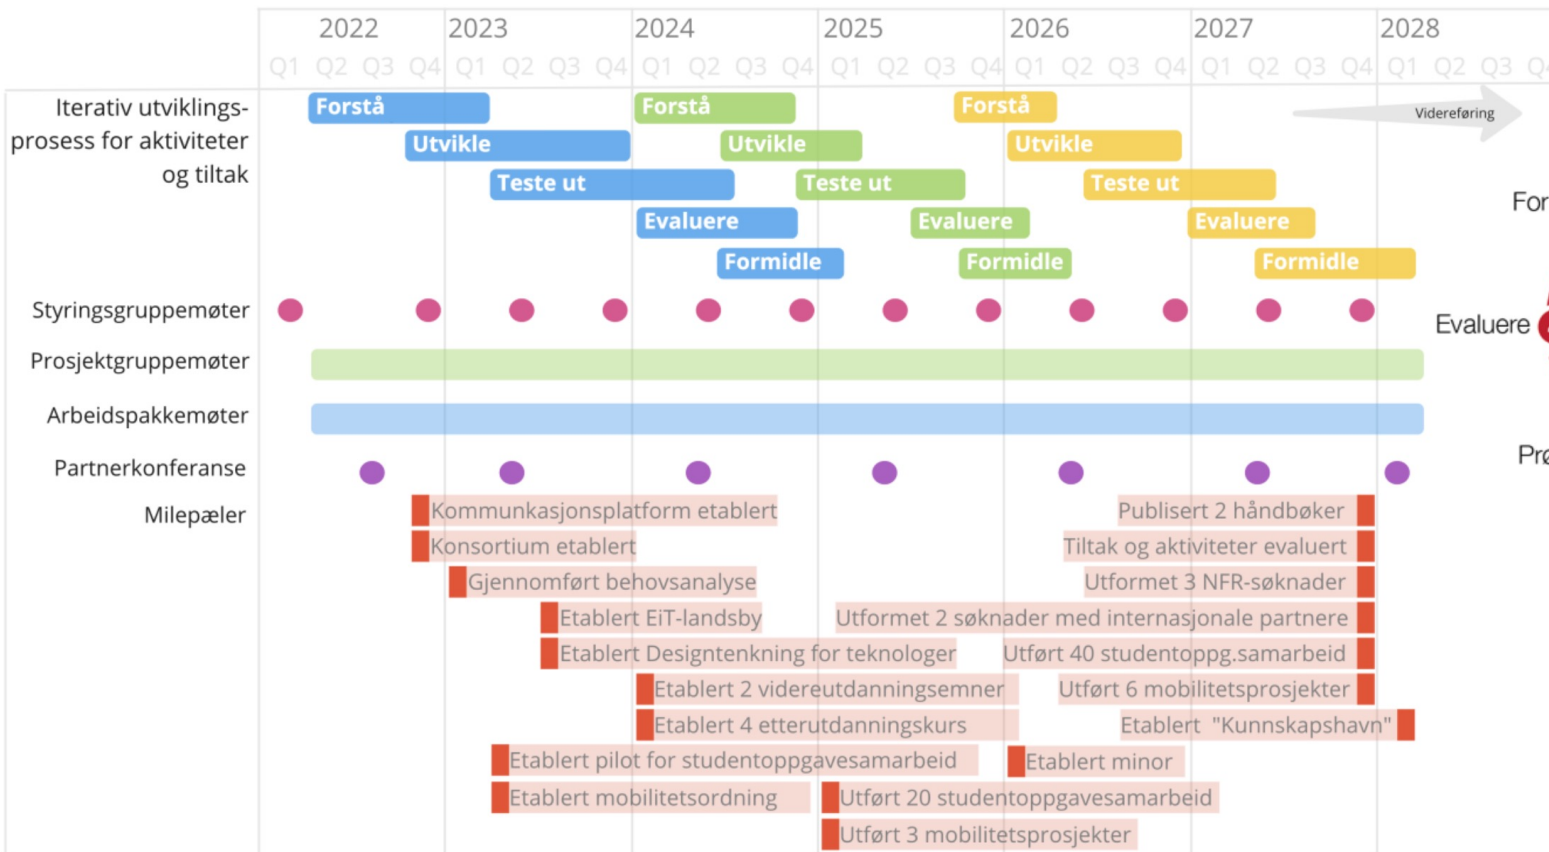 2022 2023 2024 2025 2026 2027 2028
Q1 Q2 Q3 Q4 Q1 Q2 Q3 Q4 Q1 Q2 Q3 Q4 Q1 Q2 Q3 Q4 Q1 Q2 Q3 Q4 Q1 Q2 Q3 Q4 Q1 Q2 Q3 Q4
Iterativ utviklings-
prosess for aktiviteter
og tiltak
Forstå Forstå Forstå Videreføring
Utvikle Utvikle Utvikle
Teste ut Teste ut Teste ut
For
Evaluere Evaluere Evaluere
Formidle Formidle Formidle
Styringsgruppemøter
Evaluere
Prosjektgruppemøter
Arbeidspakkemøter
Partnerkonferanse
Prø
Milepæler
Kommunkasjonsplatform etablert Publisert 2 håndbøker
Konsortium etablert Tiltak og aktiviteter evaluert
Gjennomført behovsanalyse Utformet 3 NFR-søknader
Etablert EiT-landsby Utformet 2 søknader med internasjonale partnere
Etablert Designtenkning for teknologer Utført 40 studentoppg.samarbeid
Etablert 2 videreutdanningsemner Utført 6 mobilitetsprosjekter
Etablert 4 etterutdanningskurs Etablert "Kunnskapshavn"
Etablert pilot for studentoppgavesamarbeid Etablert minor
Etablert mobilitetsordning Utført 20 studentoppgavesamarbeid
Utført 3 mobilitetsprosjekter